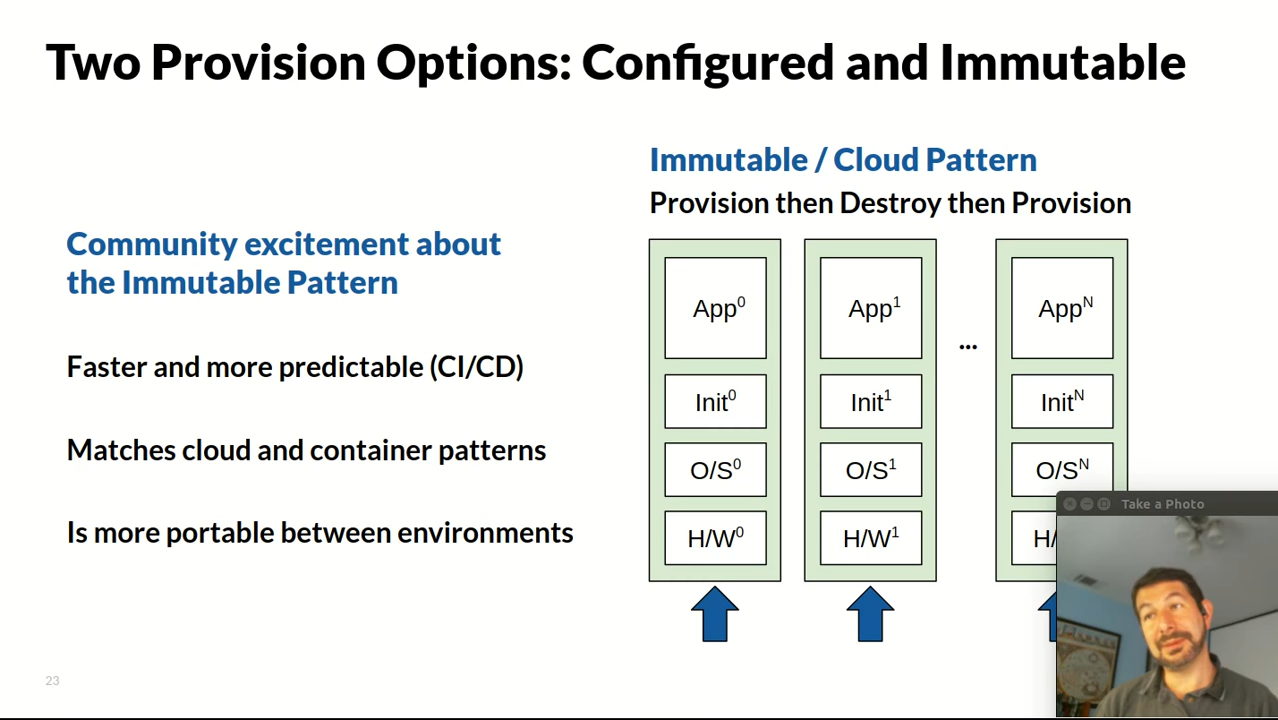 Two Provision Options: Configured and Immutable
Community excitement about
the Immutable Pattern
Faster and more predictable (CI/CD)
Matches cloud and container patterns
Is more portable between environments
Immutable / Cloud Pattern
Provision then Destroy then Provision
App⁰ App¹ ... Appᴺ
Init⁰ Init¹ Initᴺ
O/S⁰ O/S¹ O/Sᴺ
H/W⁰ H/W¹ H/
Take a Photo
23